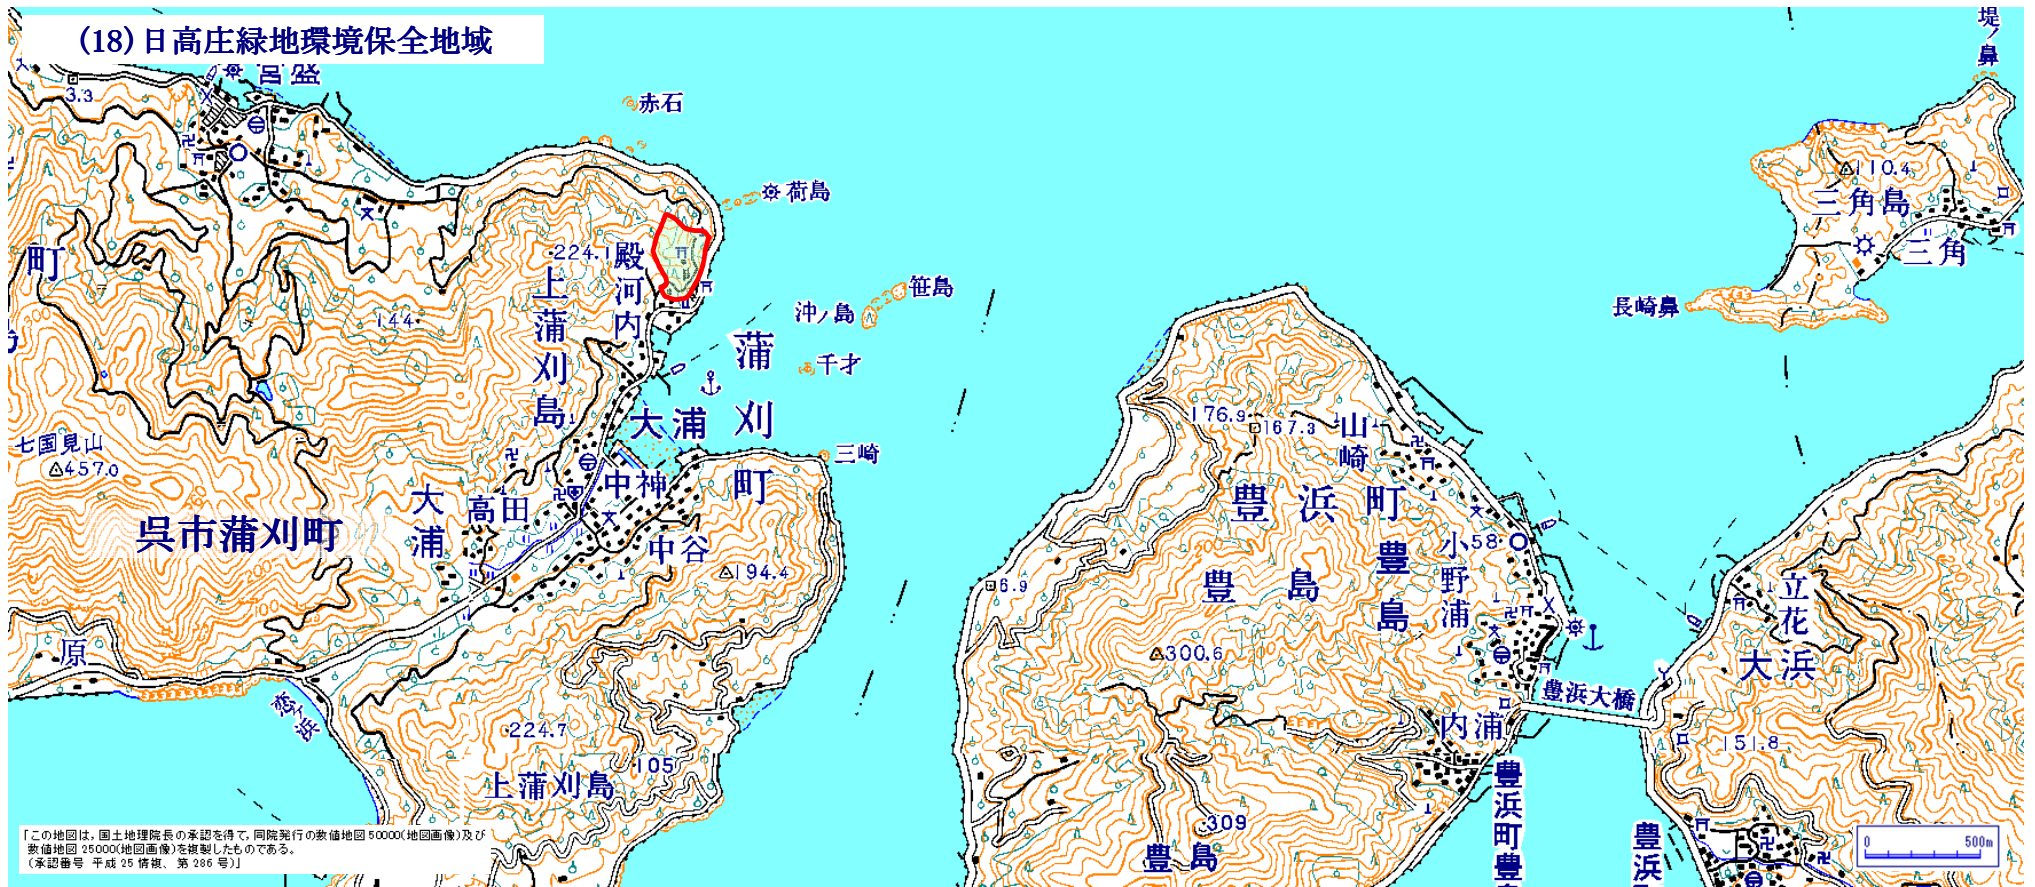 (18)日高庄緑地環境保全地域
宮盛
3.3
赤石
荷島
堤ノ鼻
110.4
三角島
三角
長崎鼻
町
224.1
殿河内
上蒲刈島
144
笹島
沖ノ島
千才
蒲刈町
大浦
三崎
七国見山
457.0
呉市蒲刈町
大浦
高田
中神
中谷
194.4
原
恋ノ浜
224.7
105
上蒲刈島
176.9
167.3
山崎
豊浜町
豊島
小野浦
58
豊島
6.9
300.6
立花
大浜
豊浜大橋
内浦
151.8
309
豊島
豊浜町豊島
豊浜
0 500m
「この地図は、国土地理院長の承認を得て、同院発行の数値地図50000(地図画像)及び
数値地図25000(地図画像)を複製したものである。
(承認番号 平成25情複、第286号)」